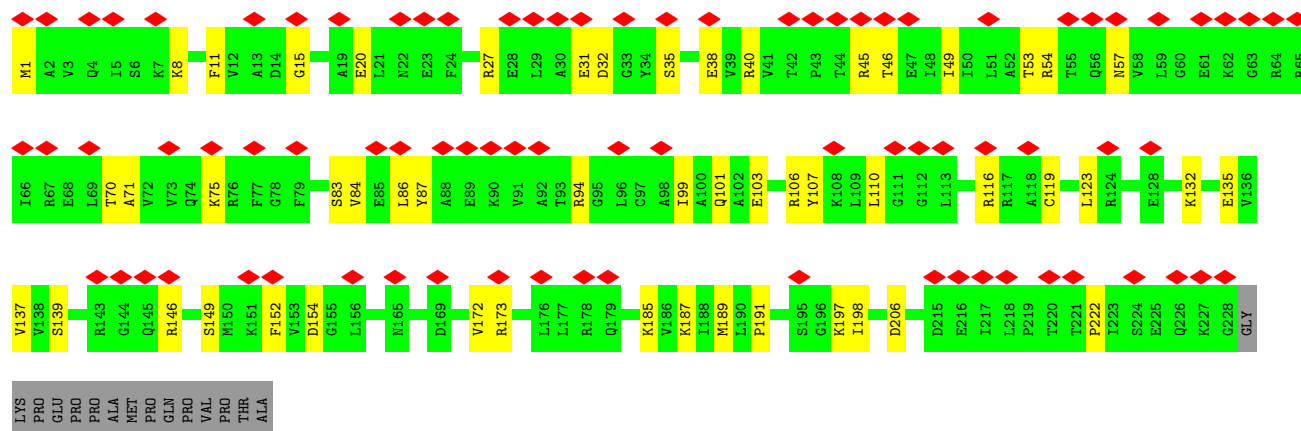 M1 A2 V3 Q4 I5 S6 K7 K8 F11 V12 A13 D14 G15 A19 E20 L21 N22 E23 F24 R27 E28 L29 A30 E31 D32 G33 Y34 S35 E38 V39 R40 V41 T42 P43 T44 R45 T46 E47 I48 I49 I50 L51 A52 T53 R54 T55 Q56 N57 V58 L59 G60 E61 K62 G63 R64 R65
I66 R67 E68 L69 T70 A71 V72 V73 Q74 K75 R76 F77 G78 F79 S83 V84 E85 L86 Y87 A88 E89 K90 V91 A92 T93 R94 G95 L96 C97 A98 I99 A100 Q101 A102 E103 R106 Y107 K108 L109 L110 G111 G112 L113 R116 R117 A118 C119 L123 R124 E128 K132 E135 V136
V137 V138 S139 R143 G144 Q145 R146 S149 M150 K151 F152 V153 D154 G155 L156 N165 D169 V172 R173 L176 L177 R178 Q179 K185 V186 K187 I188 M189 L190 P191 S195 G196 K197 I198 D206 D215 E216 I217 L218 P219 T220 T221 P222 I223 S224 E225 Q226 K227 G228 GLY
LYS PRO GLU PRO PRO ALA MET PRO GLN PRO VAL PRO THR ALA